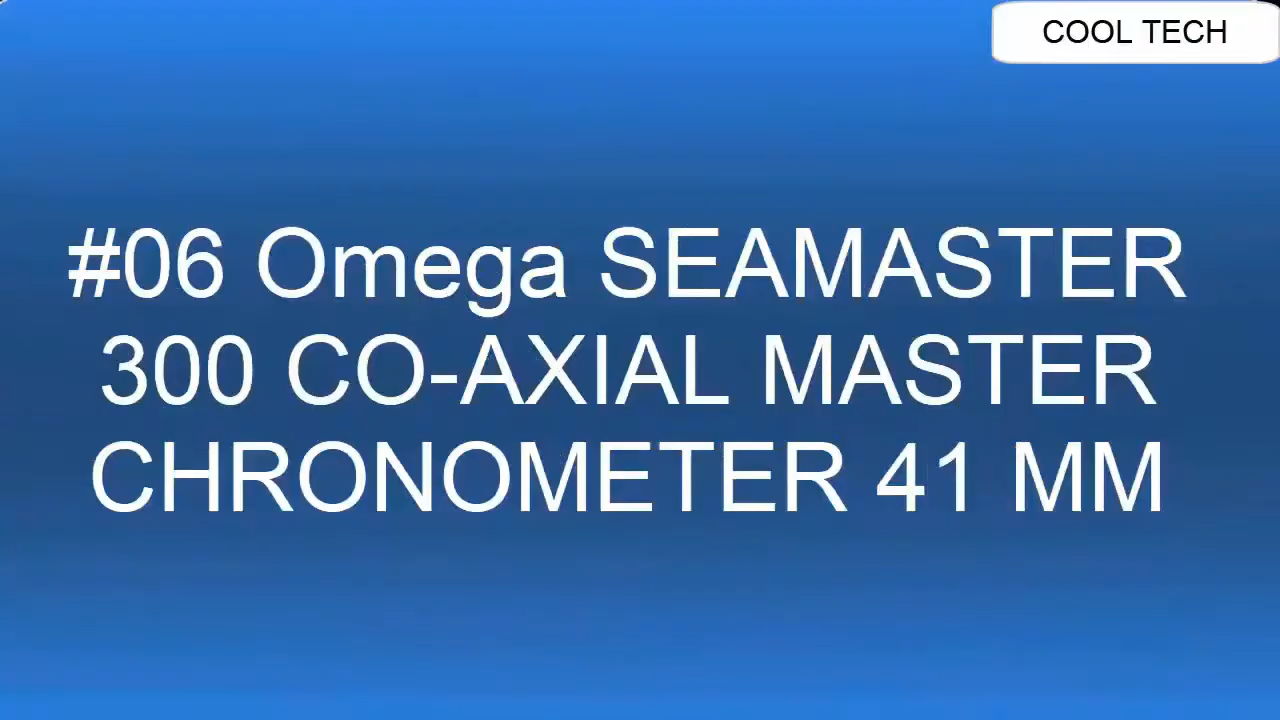 COOL TECH
#06 Omega SEAMASTER
300 CO-AXIAL MASTER
CHRONOMETER 41 MM